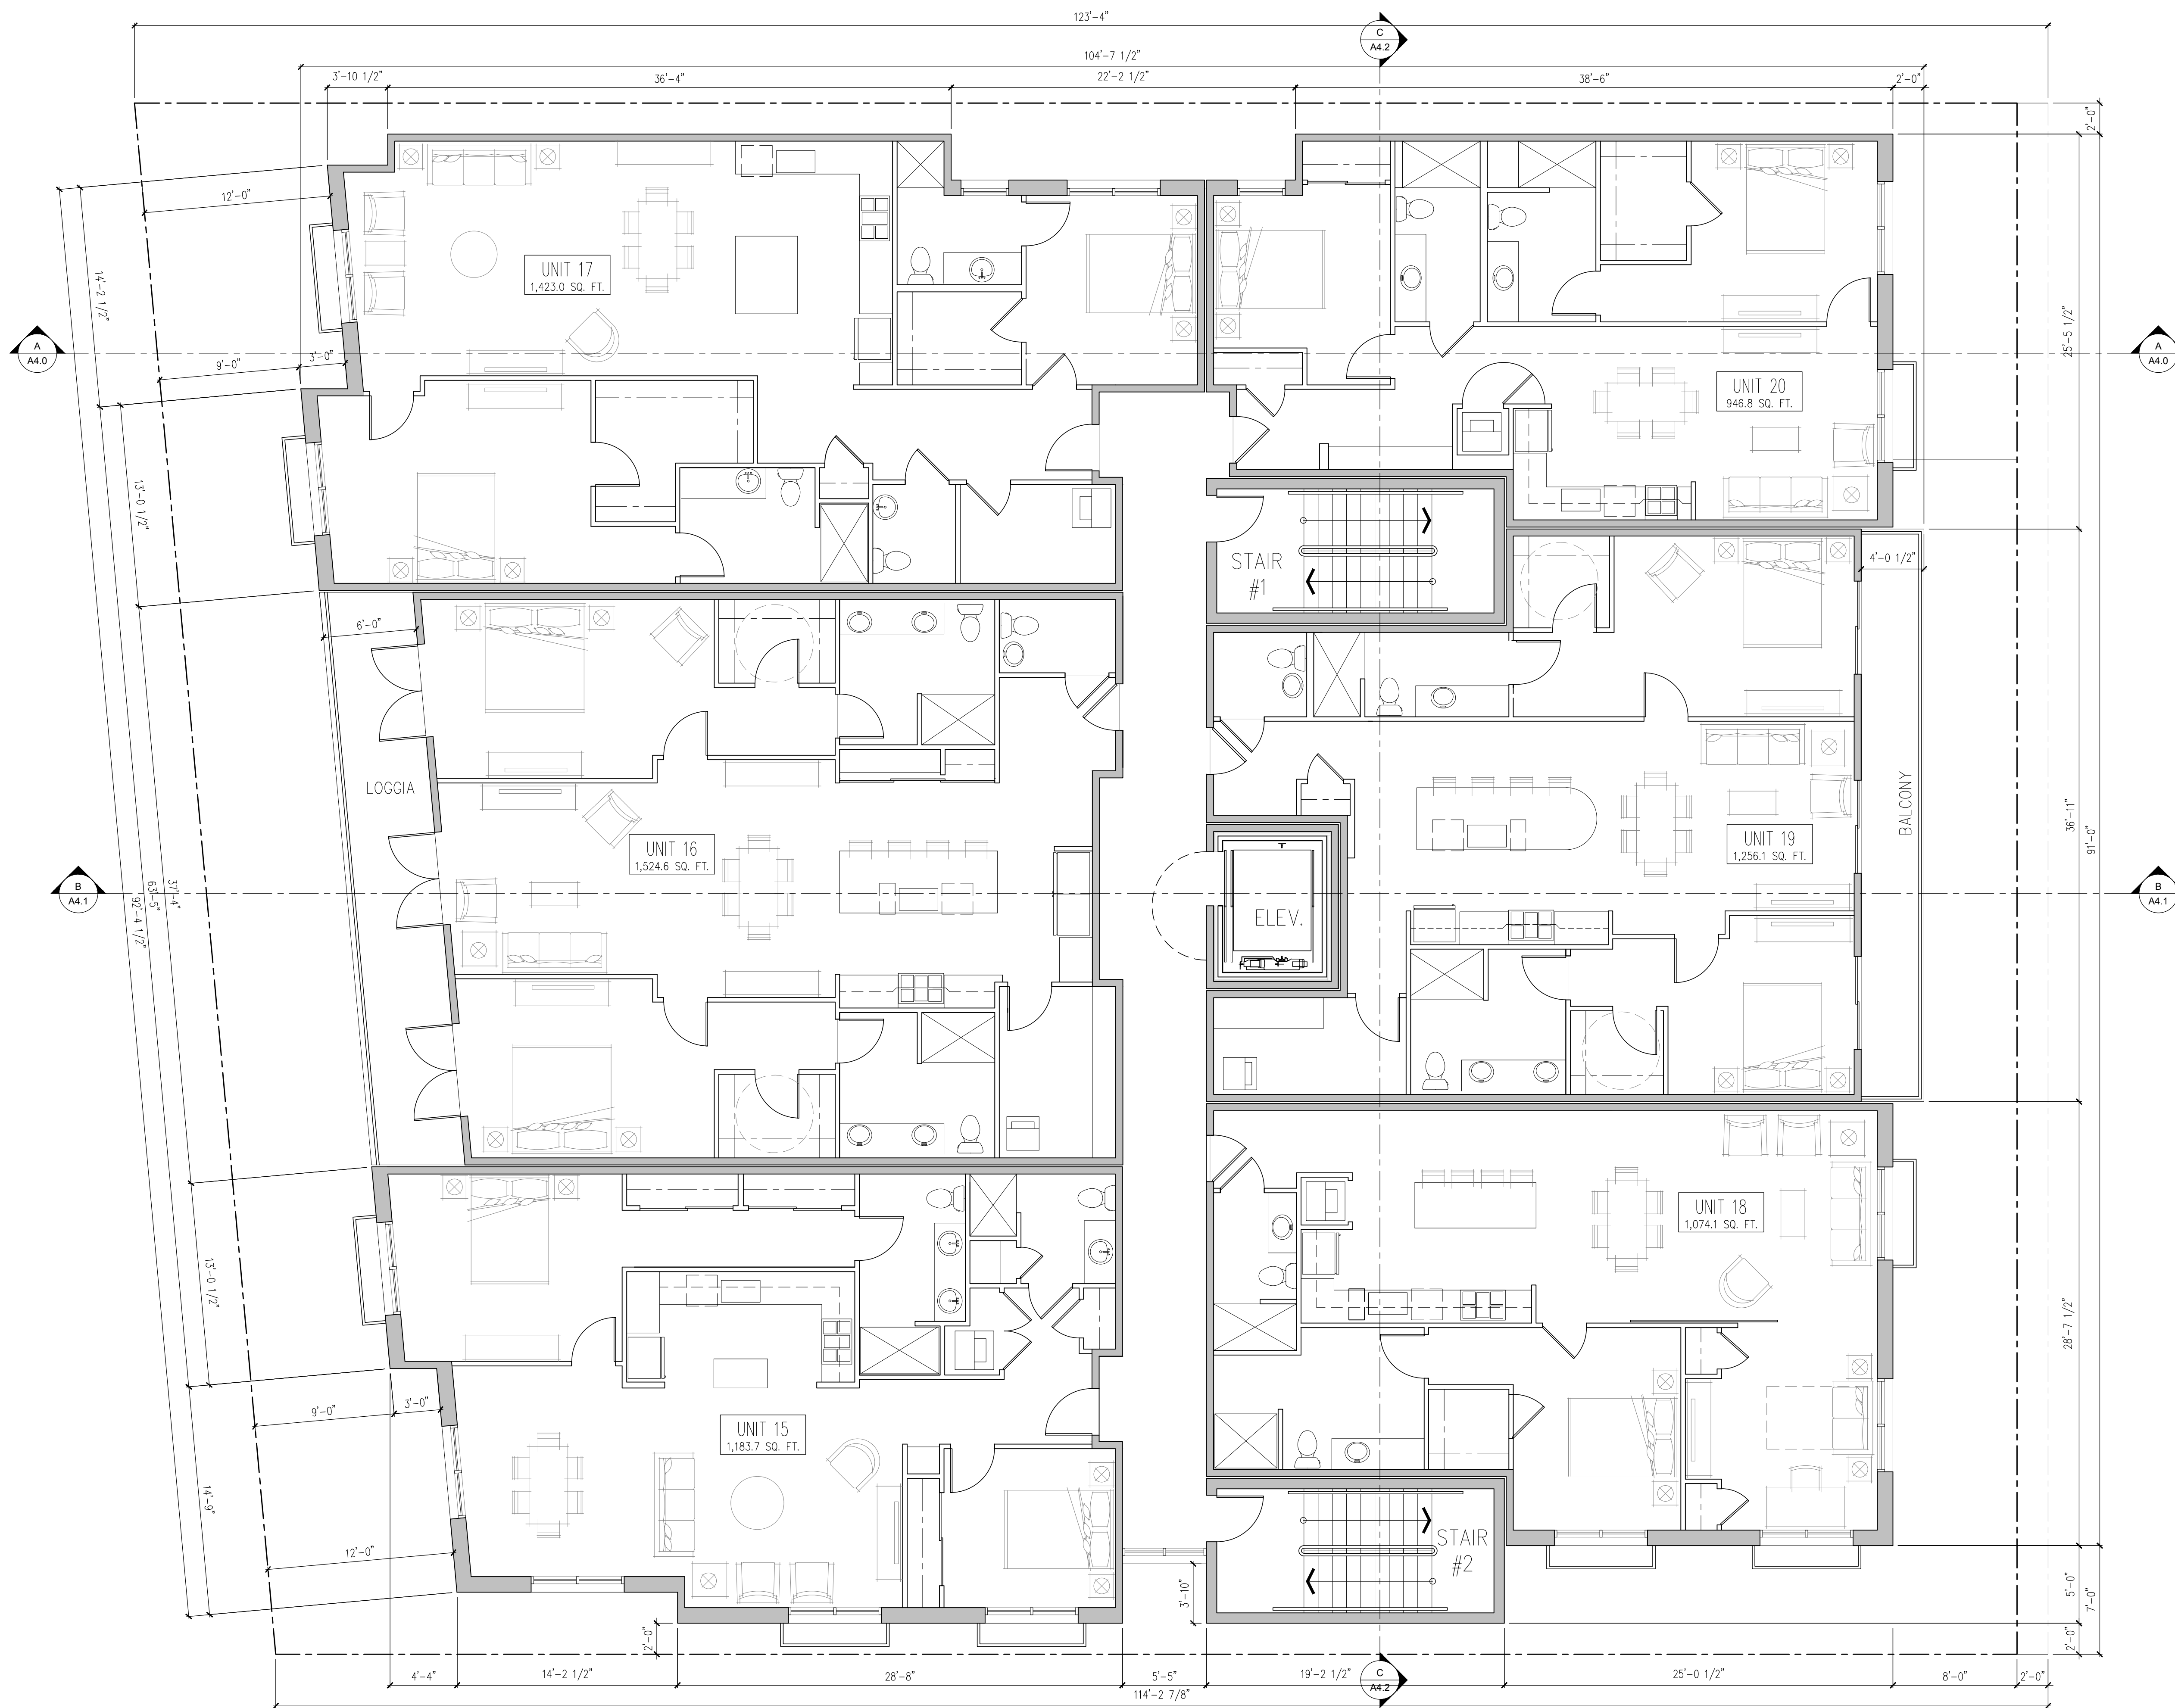 123'-4"
C
A4.2
104'-7 1/2"
3'-10 1/2"
36'-4"
22'-2 1/2"
38'-6"
2'-0"
2'-0"
12'-0"
14'-2 1/2"
UNIT 17
1,423.0 SQ. FT.
25'-5 1/2"
A
A4.0
9'-0"
3'-0"
A
A4.0
UNIT 20
946.8 SQ. FT.
13'-0 1/2"
STAIR
#1
4'-0 1/2"
6'-0"
LOGGIA
BALCONY
36'-11"
91'-0"
UNIT 16
1,524.6 SQ. FT.
UNIT 19
1,256.1 SQ. FT.
B
A4.1
37'-4"
63'-5"
92'-4 1/2"
ELEV.
B
A4.1
UNIT 18
1,074.1 SQ. FT.
13'-0 1/2"
28'-7 1/2"
9'-0"
3'-0"
UNIT 15
1,183.7 SQ. FT.
14'-9"
12'-0"
STAIR
#2
3'-10"
5'-0"
7'-0"
2'-0"
2'-0"
4'-4"
14'-2 1/2"
28'-8"
5'-5"
19'-2 1/2"
C
A4.2
25'-0 1/2"
8'-0"
2'-0"
114'-2 7/8"